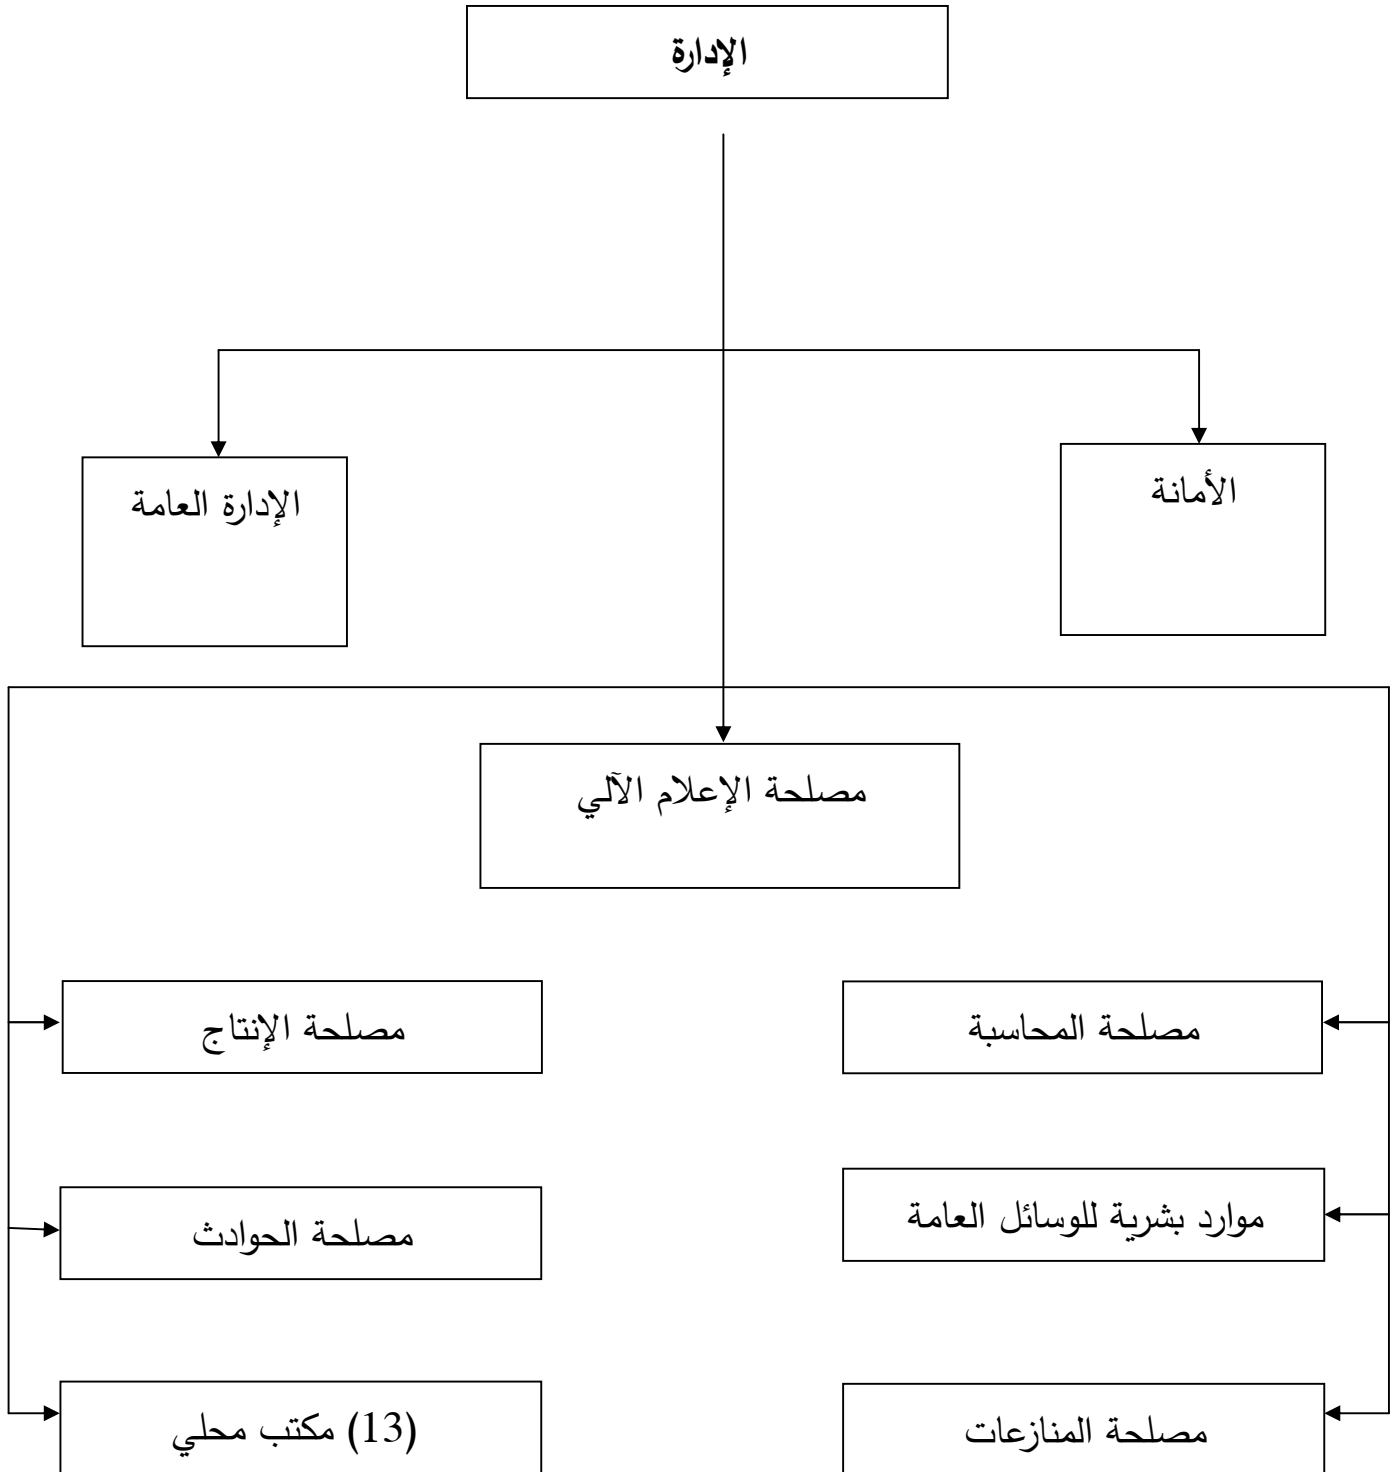 الإدارة
الأمانة
الإدارة العامة
مصلحة الإعلام الآلي
مصلحة المحاسبة
مصلحة الإنتاج
موارد بشرية للوسائل العامة
مصلحة الحوادث
مصلحة المنازعات
(13) مكتب محلي